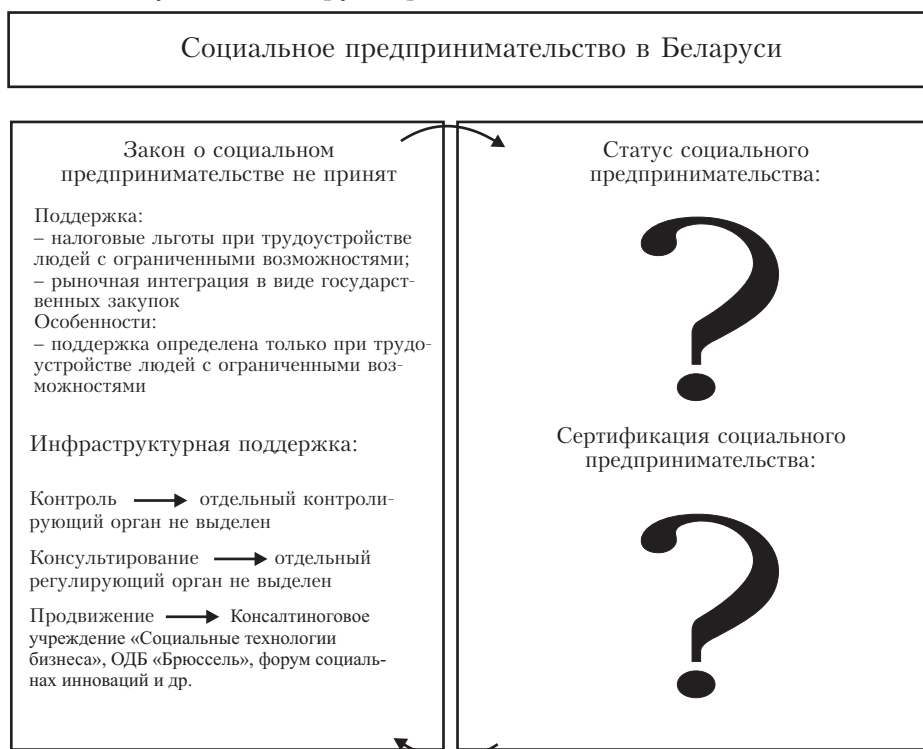 Социальное предпринимательство в Беларуси
Закон о социальном
предпринимательстве не принят
Поддержка:
– налоговые льготы при трудоустройстве
людей с ограниченными возможностями;
– рыночная интеграция в виде государст-
венных закупок
Особенности:
– поддержка определена только при трудо-
устройстве людей с ограниченными воз-
можностями
Инфраструктурная поддержка:
Контроль → отдельный контроли-
рующий орган не выделен
Консультирование → отдельный
регулирующий орган не выделен
Продвижение → Консалтиноговое
учреждение «Социальные технологии
бизнеса», ОДБ «Брюссель», форум социаль-
нах инноваций и др.
Статус социального
предпринимательства:
?
Сертификация социального
предпринимательства:
?